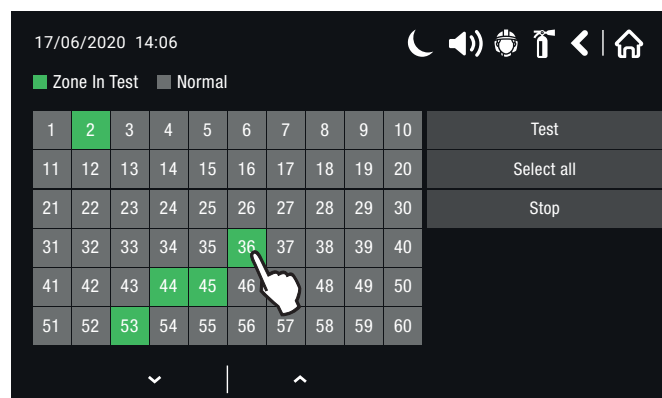 17/06/2020 14:06
Zone In Test Normal
1 2 3 4 5 6 7 8 9 10 Test
11 12 13 14 15 16 17 18 19 20 Select all
21 22 23 24 25 26 27 28 29 30 Stop
31 32 33 34 35 36 37 38 39 40
41 42 43 44 45 46 48 49 50
51 52 53 54 55 56 57 58 59 60